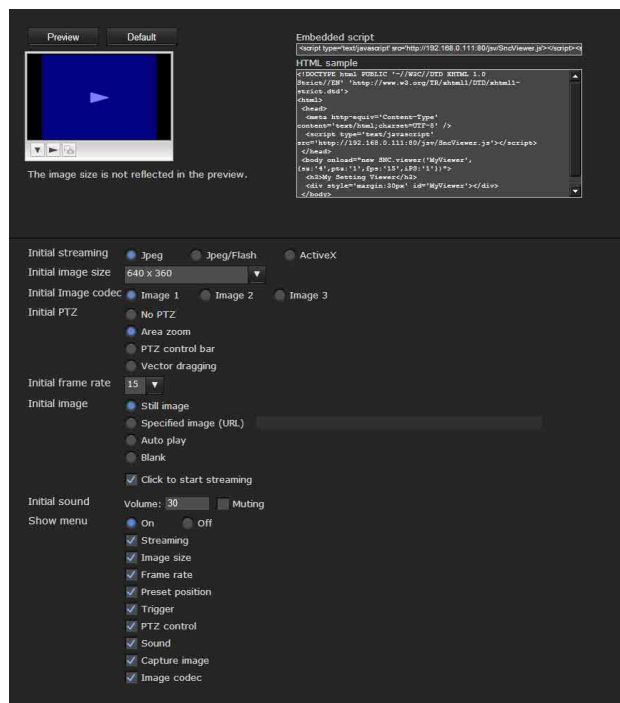 Preview Default
Embedded script
<script type='text/javascript' src='http://192.168.0.111:80/jsv/SncViewer.js'></script><s
HTML sample
<!DOCTYPE html PUBLIC '-//W3C//DTD XHTML 1.0
Strict//EN' 'http://www.w3.org/TR/xhtml1/DTD/xhtml1-
strict.dtd'>
<html>
<head>
<meta http-equiv='Content-Type'
content='text/html;charset=UTF-8' />
<script type='text/javascript'
src='http://192.168.0.111:80/jsv/SncViewer.js'></script>
</head>
<body onload="new SNC.viewer('MyViewer',
{sz:'4',ptz:'1',fps:'15',iPS:'1'})">
<h3>My Setting Viewer</h3>
<div style='margin:30px' id='MyViewer'></div>
</body>
The image size is not reflected in the preview.
Initial streaming Jpeg Jpeg/Flash ActiveX
Initial image size 640 x 360
Initial Image codec Image 1 Image 2 Image 3
Initial PTZ No PTZ
Area zoom
PTZ control bar
Vector dragging
Initial frame rate 15
Initial image Still image
Specified image (URL)
Auto play
Blank
Click to start streaming
Initial sound Volume: 30 Muting
Show menu On Off
Streaming
Image size
Frame rate
Preset position
Trigger
PTZ control
Sound
Capture image
Image codec